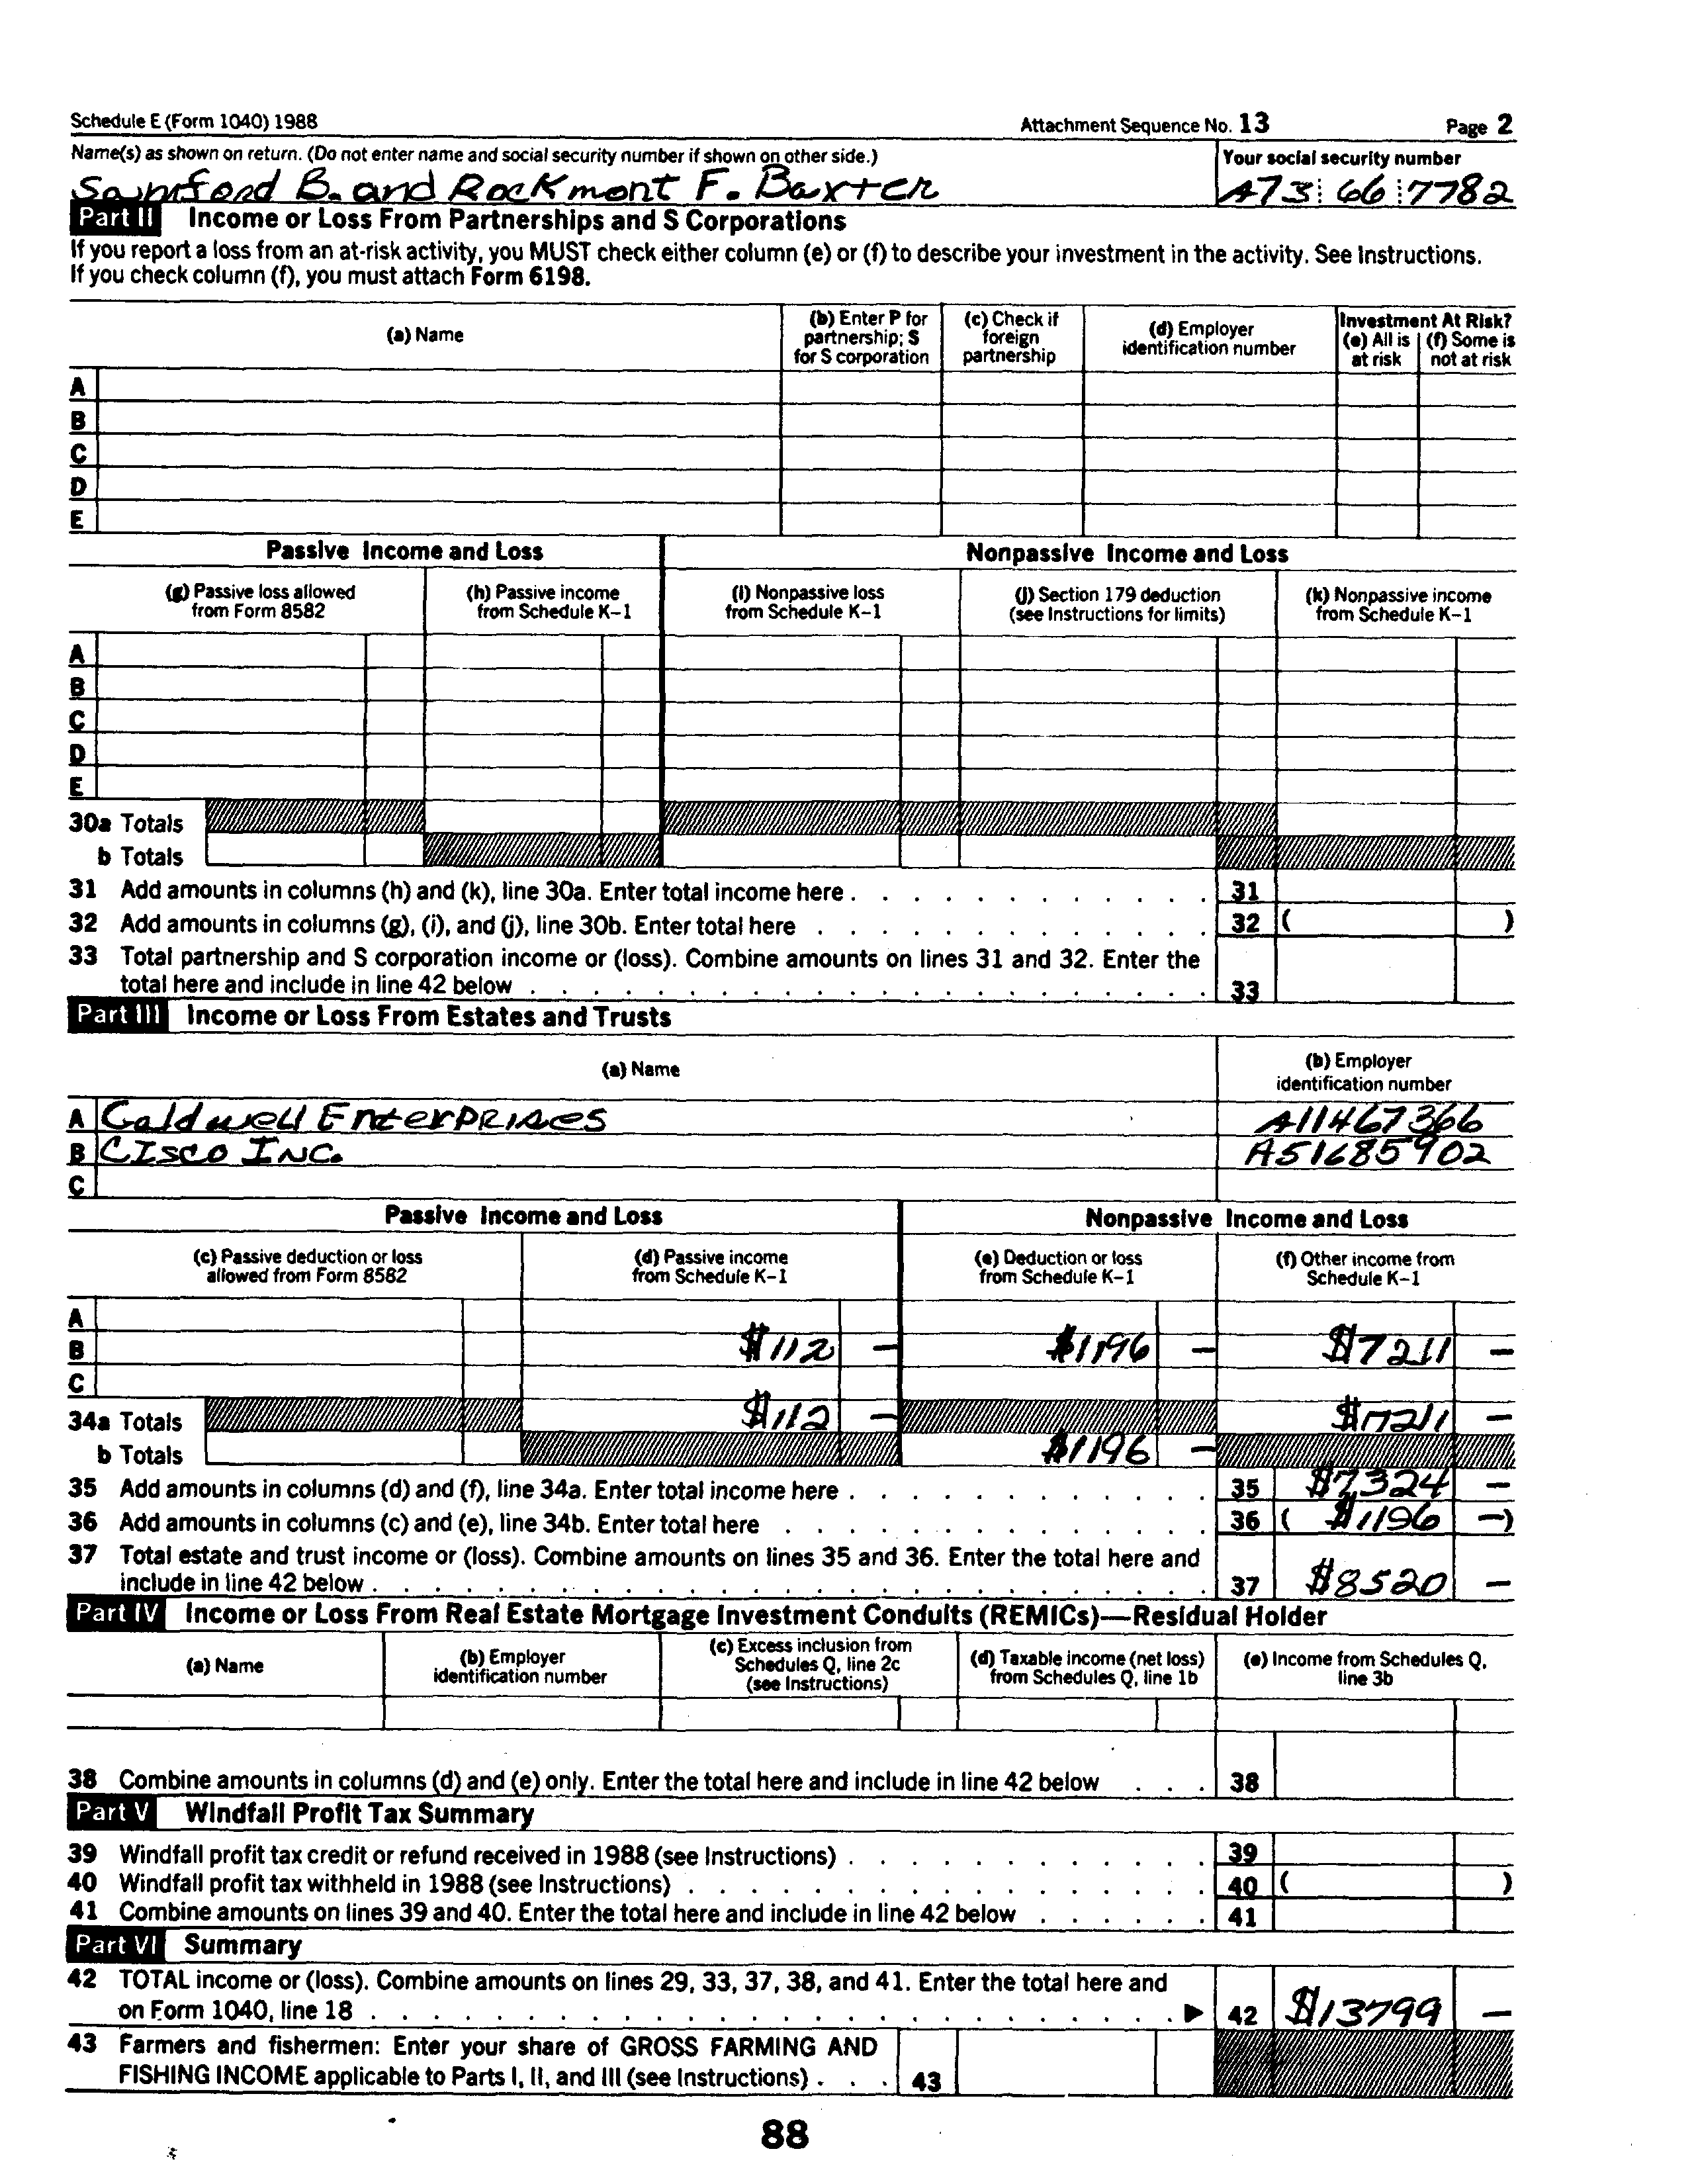 Schedule E (Form 1040) 1988 Attachment Sequence No. 13 Page 2
Name(s) as shown on return. (Do not enter name and social security number if shown on other side.) Your social security number
B. and Rockmont F. Baxter A73 66 7782
Part II Income or Loss From Partnerships and S Corporations
If you report a loss from an at-risk activity, you MUST check either column (e) or (f) to describe your investment in the activity. See Instructions.
If you check column (f), you must attach Form 6198.
(a) Name
(b) Enter P for partnership; S for S corporation
(c) Check if foreign partnership
(d) Employer identification number
Investment At Risk?
(e) All is at risk
(f) Some is not at risk
A
B
C
D
E
Passive Income and Loss Nonpassive Income and Loss
(g) Passive loss allowed from Form 8582
(h) Passive income from Schedule K-1
(i) Nonpassive loss from Schedule K-1
(j) Section 179 deduction (see Instructions for limits)
(k) Nonpassive income from Schedule K-1
A
B
C
D
E
30a Totals
b Totals
31 Add amounts in columns (h) and (k), line 30a. Enter total income here . . . 31
32 Add amounts in columns (g), (i), and (j), line 30b. Enter total here . . . 32 ( )
33 Total partnership and S corporation income or (loss). Combine amounts on lines 31 and 32. Enter the
total here and include in line 42 below . . . 33
Part III Income or Loss From Estates and Trusts
(a) Name
(b) Employer identification number
A Caldwell Enterprises A11467366
B Cisco Inc. A51685902
C
Passive Income and Loss Nonpassive Income and Loss
(c) Passive deduction or loss allowed from Form 8582
(d) Passive income from Schedule K-1
(e) Deduction or loss from Schedule K-1
(f) Other income from Schedule K-1
A
B $112 – $1196 – $7211 –
C
34a Totals $112 – $7211 –
b Totals $1196 –
35 Add amounts in columns (d) and (f), line 34a. Enter total income here . . . 35 $7324 –
36 Add amounts in columns (c) and (e), line 34b. Enter total here . . . 36 ( $1196 –)
37 Total estate and trust income or (loss). Combine amounts on lines 35 and 36. Enter the total here and
include in line 42 below . . . 37 $8520 –
Part IV Income or Loss From Real Estate Mortgage Investment Conduits (REMICs)—Residual Holder
(a) Name
(b) Employer identification number
(c) Excess inclusion from Schedules Q, line 2c (see Instructions)
(d) Taxable income (net loss) from Schedules Q, line 1b
(e) Income from Schedules Q, line 3b
38 Combine amounts in columns (d) and (e) only. Enter the total here and include in line 42 below . . . 38
Part V Windfall Profit Tax Summary
39 Windfall profit tax credit or refund received in 1988 (see Instructions) . . . 39
40 Windfall profit tax withheld in 1988 (see Instructions) . . . 40 ( )
41 Combine amounts on lines 39 and 40. Enter the total here and include in line 42 below . . . 41
Part VI Summary
42 TOTAL income or (loss). Combine amounts on lines 29, 33, 37, 38, and 41. Enter the total here and
on Form 1040, line 18 . . . ▶ 42 $13799 –
43 Farmers and fishermen: Enter your share of GROSS FARMING AND
FISHING INCOME applicable to Parts I, II, and III (see Instructions) . . . 43
88